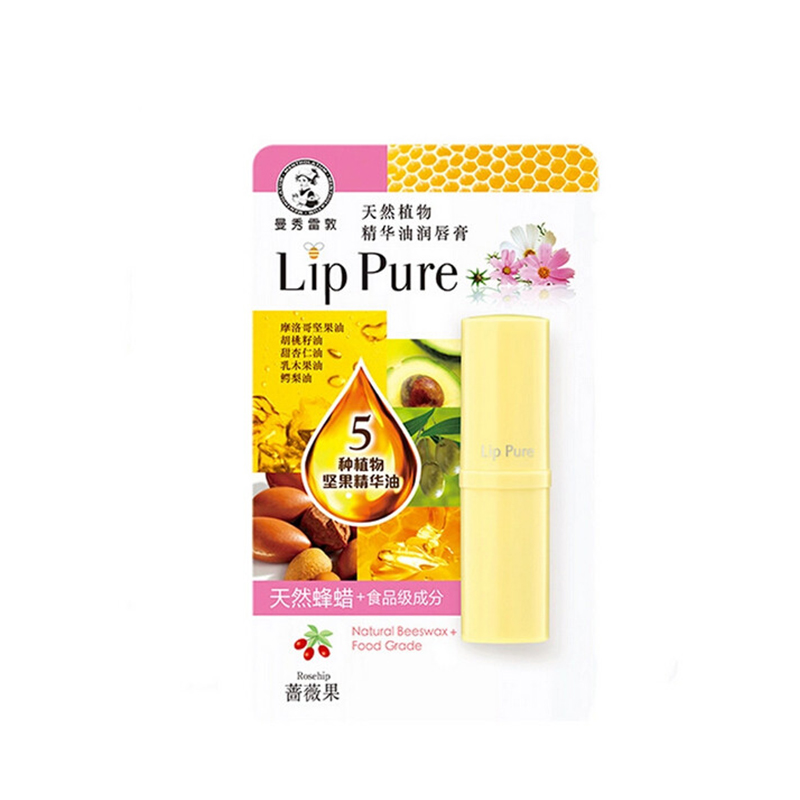 MENTHOLATUM
曼秀雷敦
天然植物
精华油润唇膏
Lip Pure
摩洛哥坚果油
胡桃籽油
甜杏仁油
乳木果油
鳄梨油
5
种植物
坚果精华油
Lip Pure
天然蜂蜡+食品级成分
Natural Beeswax+
Food Grade
Rosehip
蔷薇果